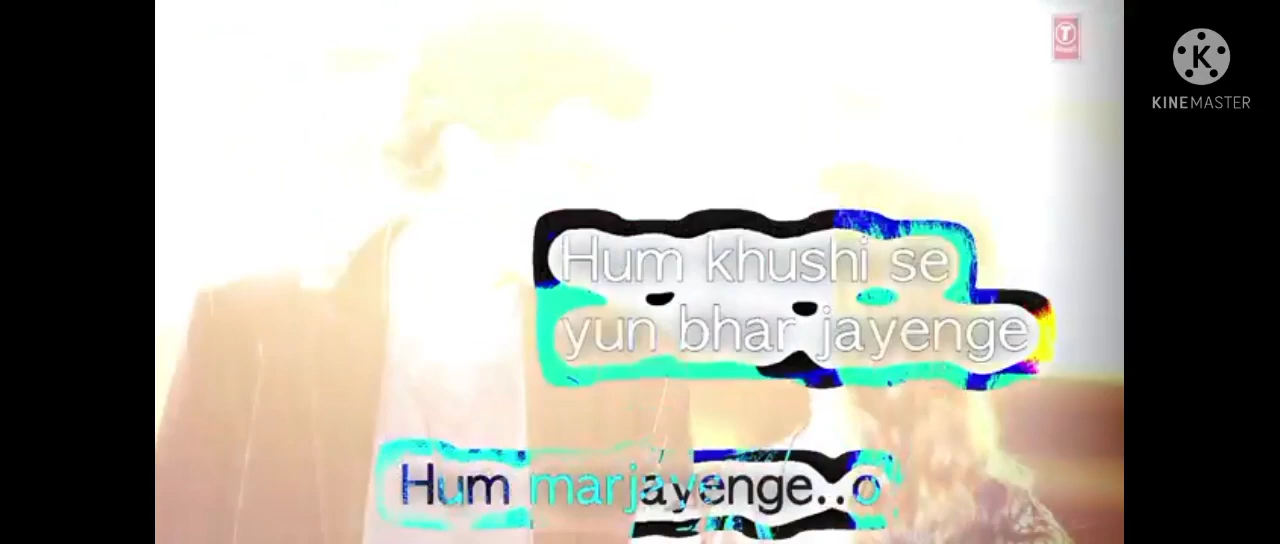 KINEMASTER
Hum khushi se
yun bhar jayenge
Hum marjayenge..o